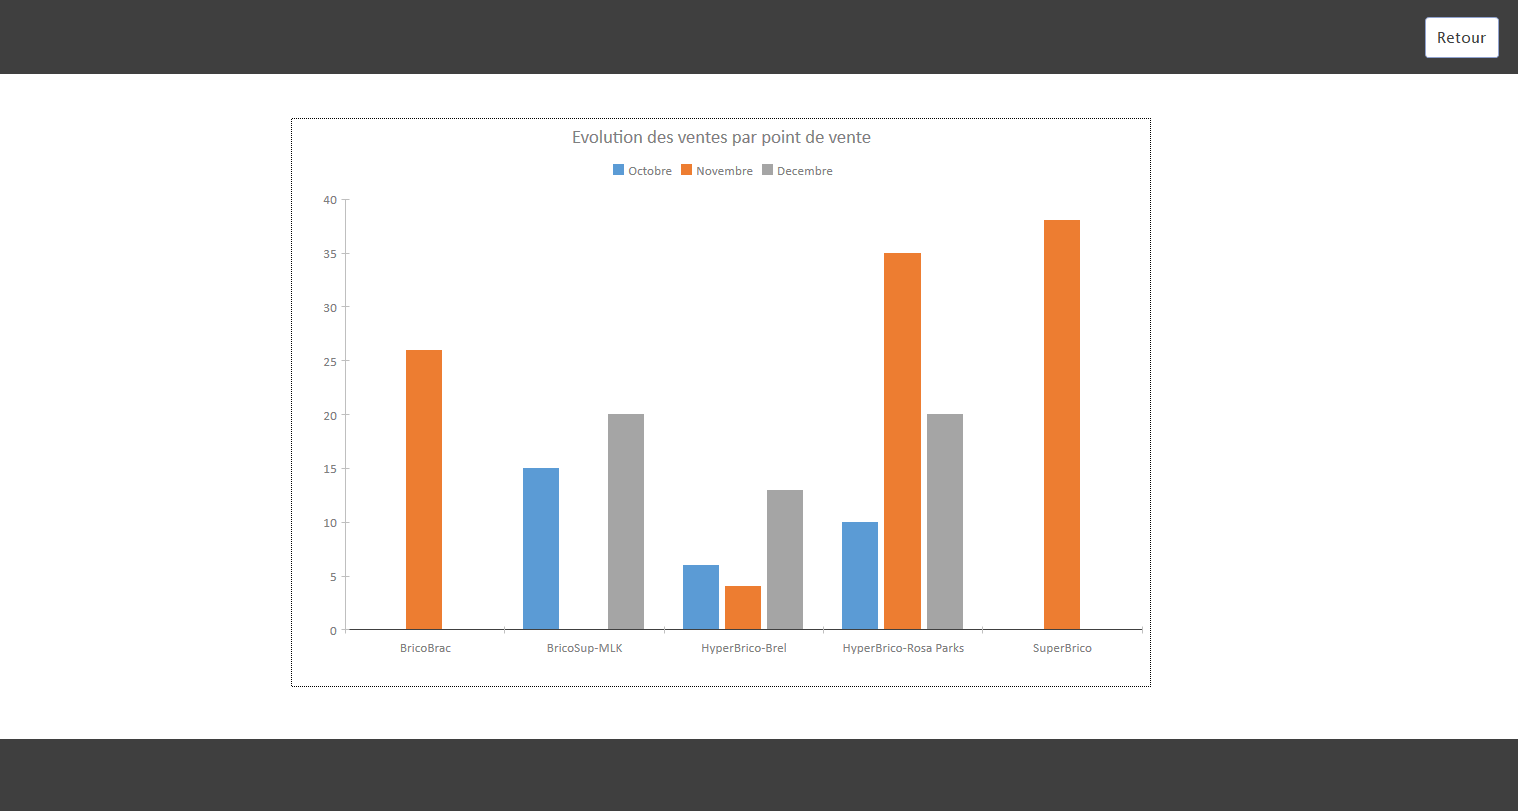 Retour
Evolution des ventes par point de vente
Octobre Novembre Decembre
40
35
30
25
20
15
10
5
0
BricoBrac BricoSup-MLK HyperBrico-Brel HyperBrico-Rosa Parks SuperBrico